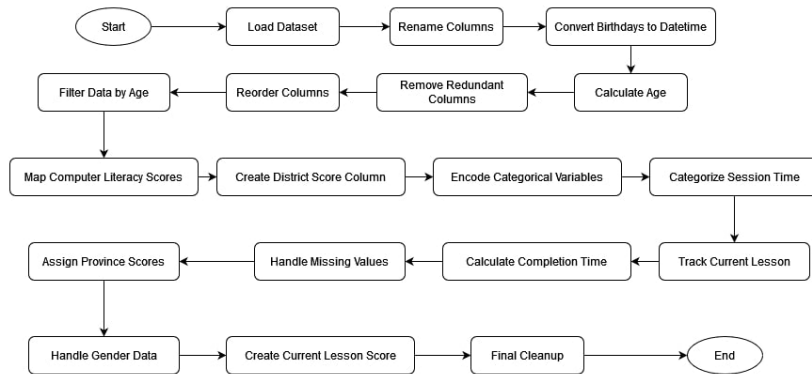 Start
Load Dataset
Rename Columns
Convert Birthdays to Datetime
Calculate Age
Remove Redundant
Columns
Reorder Columns
Filter Data by Age
Map Computer Literacy Scores
Create District Score Column
Encode Categorical Variables
Categorize Session Time
Track Current Lesson
Calculate Completion Time
Handle Missing Values
Assign Province Scores
Handle Gender Data
Create Current Lesson Score
Final Cleanup
End